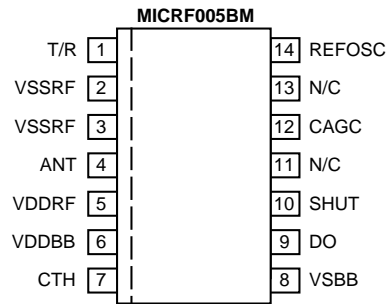 MICRF005BM
T/R 1 14 REFOSC
VSSRF 2 13 N/C
VSSRF 3 12 CAGC
ANT 4 11 N/C
VDDRF 5 10 SHUT
VDDBB 6 9 DO
CTH 7 8 VSBB